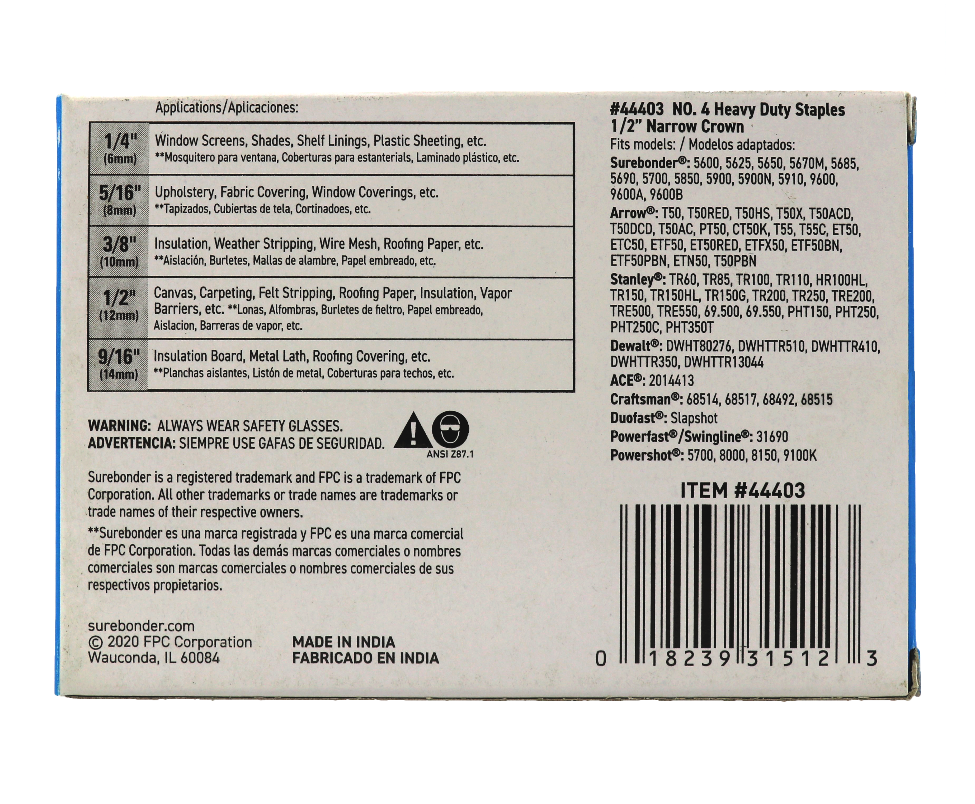 Applications/Aplicaciones:
1/4"
(6mm)
Window Screens, Shades, Shelf Linings, Plastic Sheeting, etc.
**Mosquitero para ventana, Coberturas para estanterials, Laminado plástico, etc.
5/16"
(8mm)
Upholstery, Fabric Covering, Window Coverings, etc.
**Tapizados, Cubiertas de tela, Cortinadoes, etc.
3/8"
(10mm)
Insulation, Weather Stripping, Wire Mesh, Roofing Paper, etc.
**Aislación, Burletes, Mallas de alambre, Papel embreado, etc.
1/2"
(12mm)
Canvas, Carpeting, Felt Stripping, Roofing Paper, Insulation, Vapor
Barriers, etc. **Lonas, Alfombras, Burletes de fieltro, Papel embreado,
Aislacion, Barreras de vapor, etc.
9/16"
(14mm)
Insulation Board, Metal Lath, Roofing Covering, etc.
**Planchas aislantes, Listón de metal, Coberturas para techos, etc.
WARNING: ALWAYS WEAR SAFETY GLASSES.
ADVERTENCIA: SIEMPRE USE GAFAS DE SEGURIDAD.
ANSI Z87.1
Surebonder is a registered trademark and FPC is a trademark of FPC
Corporation. All other trademarks or trade names are trademarks or
trade names of their respective owners.
**Surebonder es una marca registrada y FPC es una marca comercial
de FPC Corporation. Todas las demás marcas comerciales o nombres
comerciales son marcas comerciales o nombres comerciales de sus
respectivos propietarios.
surebonder.com
© 2020 FPC Corporation
Wauconda, IL 60084
MADE IN INDIA
FABRICADO EN INDIA
#44403 NO. 4 Heavy Duty Staples
1/2" Narrow Crown
Fits models: / Modelos adaptados:
Surebonder®: 5600, 5625, 5650, 5670M, 5685,
5690, 5700, 5850, 5900, 5900N, 5910, 9600,
9600A, 9600B
Arrow®: T50, T50RED, T50HS, T50X, T50ACD,
T50DCD, T50AC, PT50, CT50K, T55, T55C, ET50,
ETC50, ETF50, ET50RED, ETFX50, ETF50BN,
ETF50PBN, ETN50, T50PBN
Stanley®: TR60, TR85, TR100, TR110, HR100HL,
TR150, TR150HL, TR150G, TR200, TR250, TRE200,
TRE500, TRE550, 69.500, 69.550, PHT150, PHT250,
PHT250C, PHT350T
Dewalt®: DWHT80276, DWHTTR510, DWHTTR410,
DWHTTR350, DWHTTR13044
ACE®: 2014413
Craftsman®: 68514, 68517, 68492, 68515
Duofast®: Slapshot
Powerfast®/Swingline®: 31690
Powershot®: 5700, 8000, 8150, 9100K
ITEM #44403
0 18239 31512 3